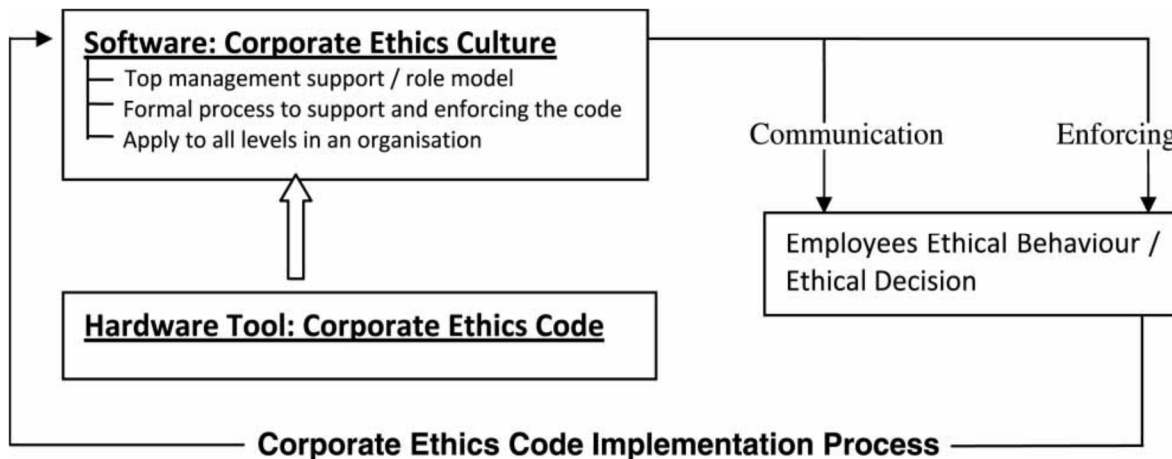 Software: Corporate Ethics Culture
Top management support / role model
Formal process to support and enforcing the code
Apply to all levels in an organisation
Communication
Enforcing
Employees Ethical Behaviour /
Ethical Decision
Hardware Tool: Corporate Ethics Code
Corporate Ethics Code Implementation Process